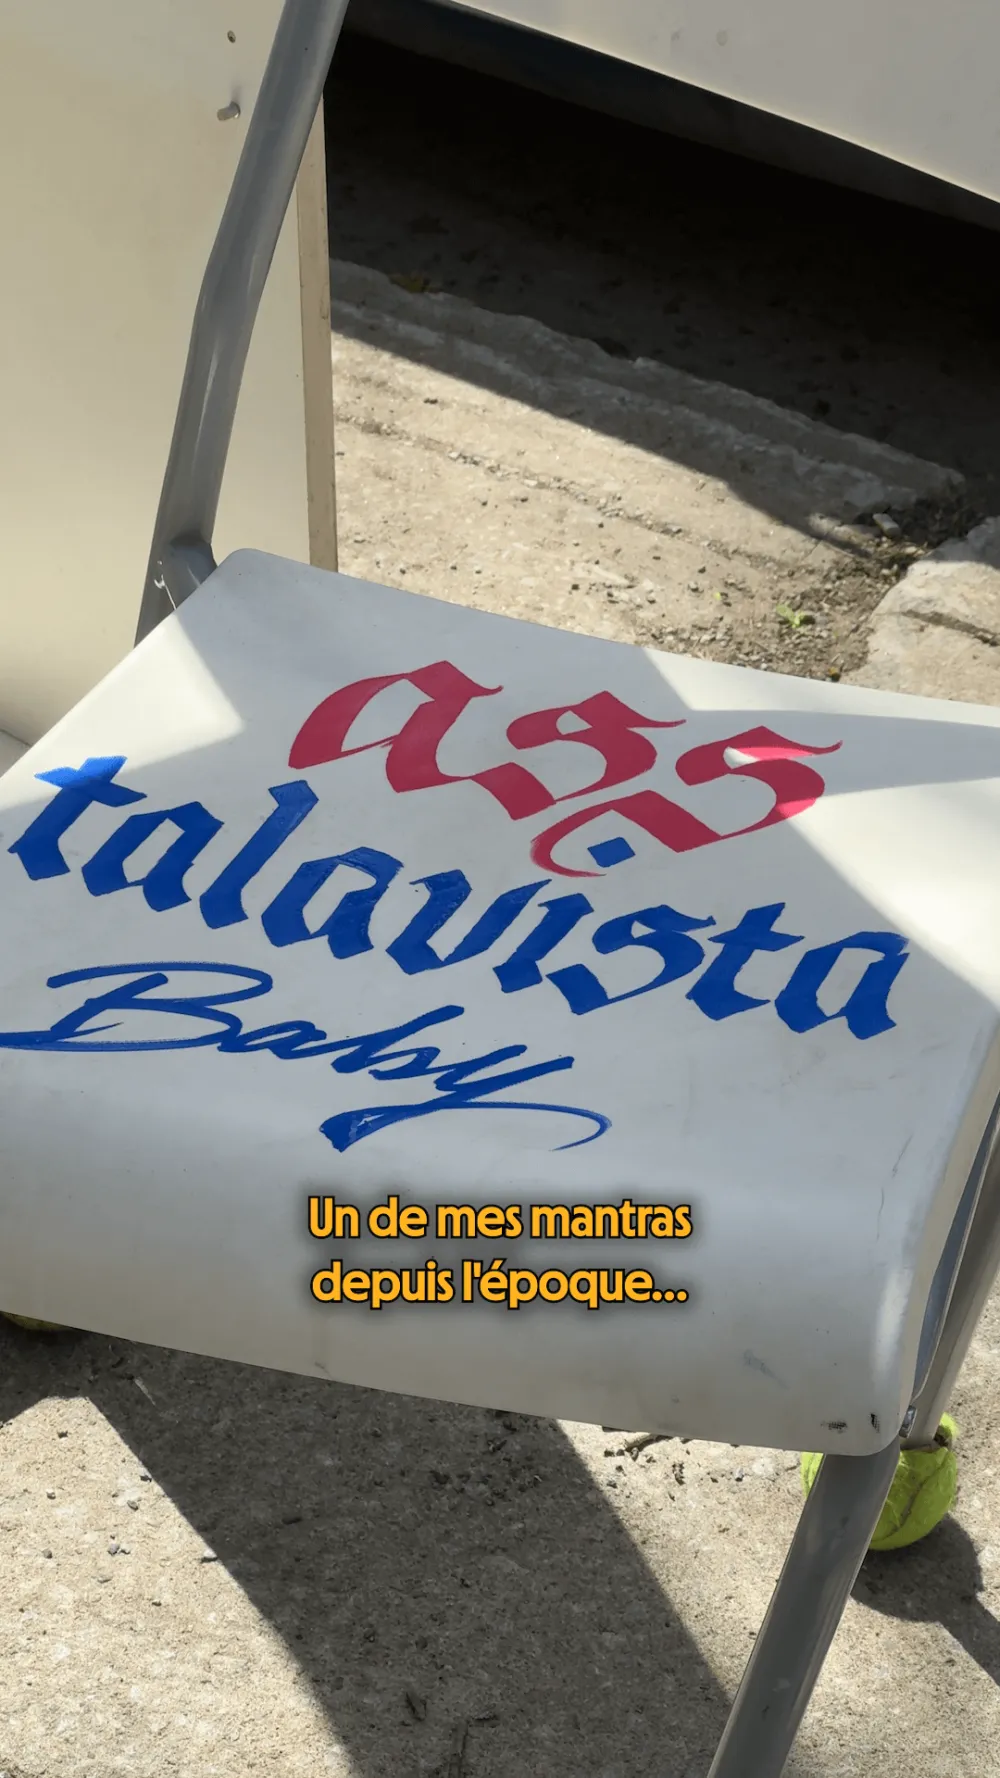 ass
talavista
Baby
Un de mes mantras
depuis l'époque...